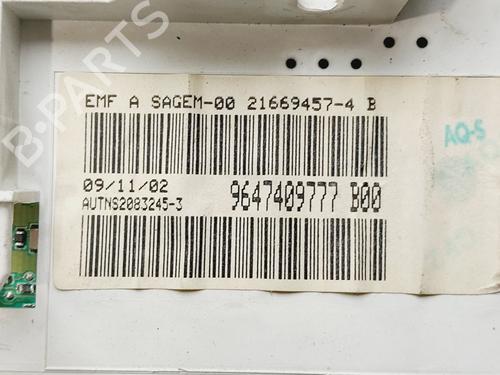 B-PARTS
EMF A SAGEM-00 21669457-4 B
AQ-S
09/11/02
9647409777 B00
AUTNS2083245-3